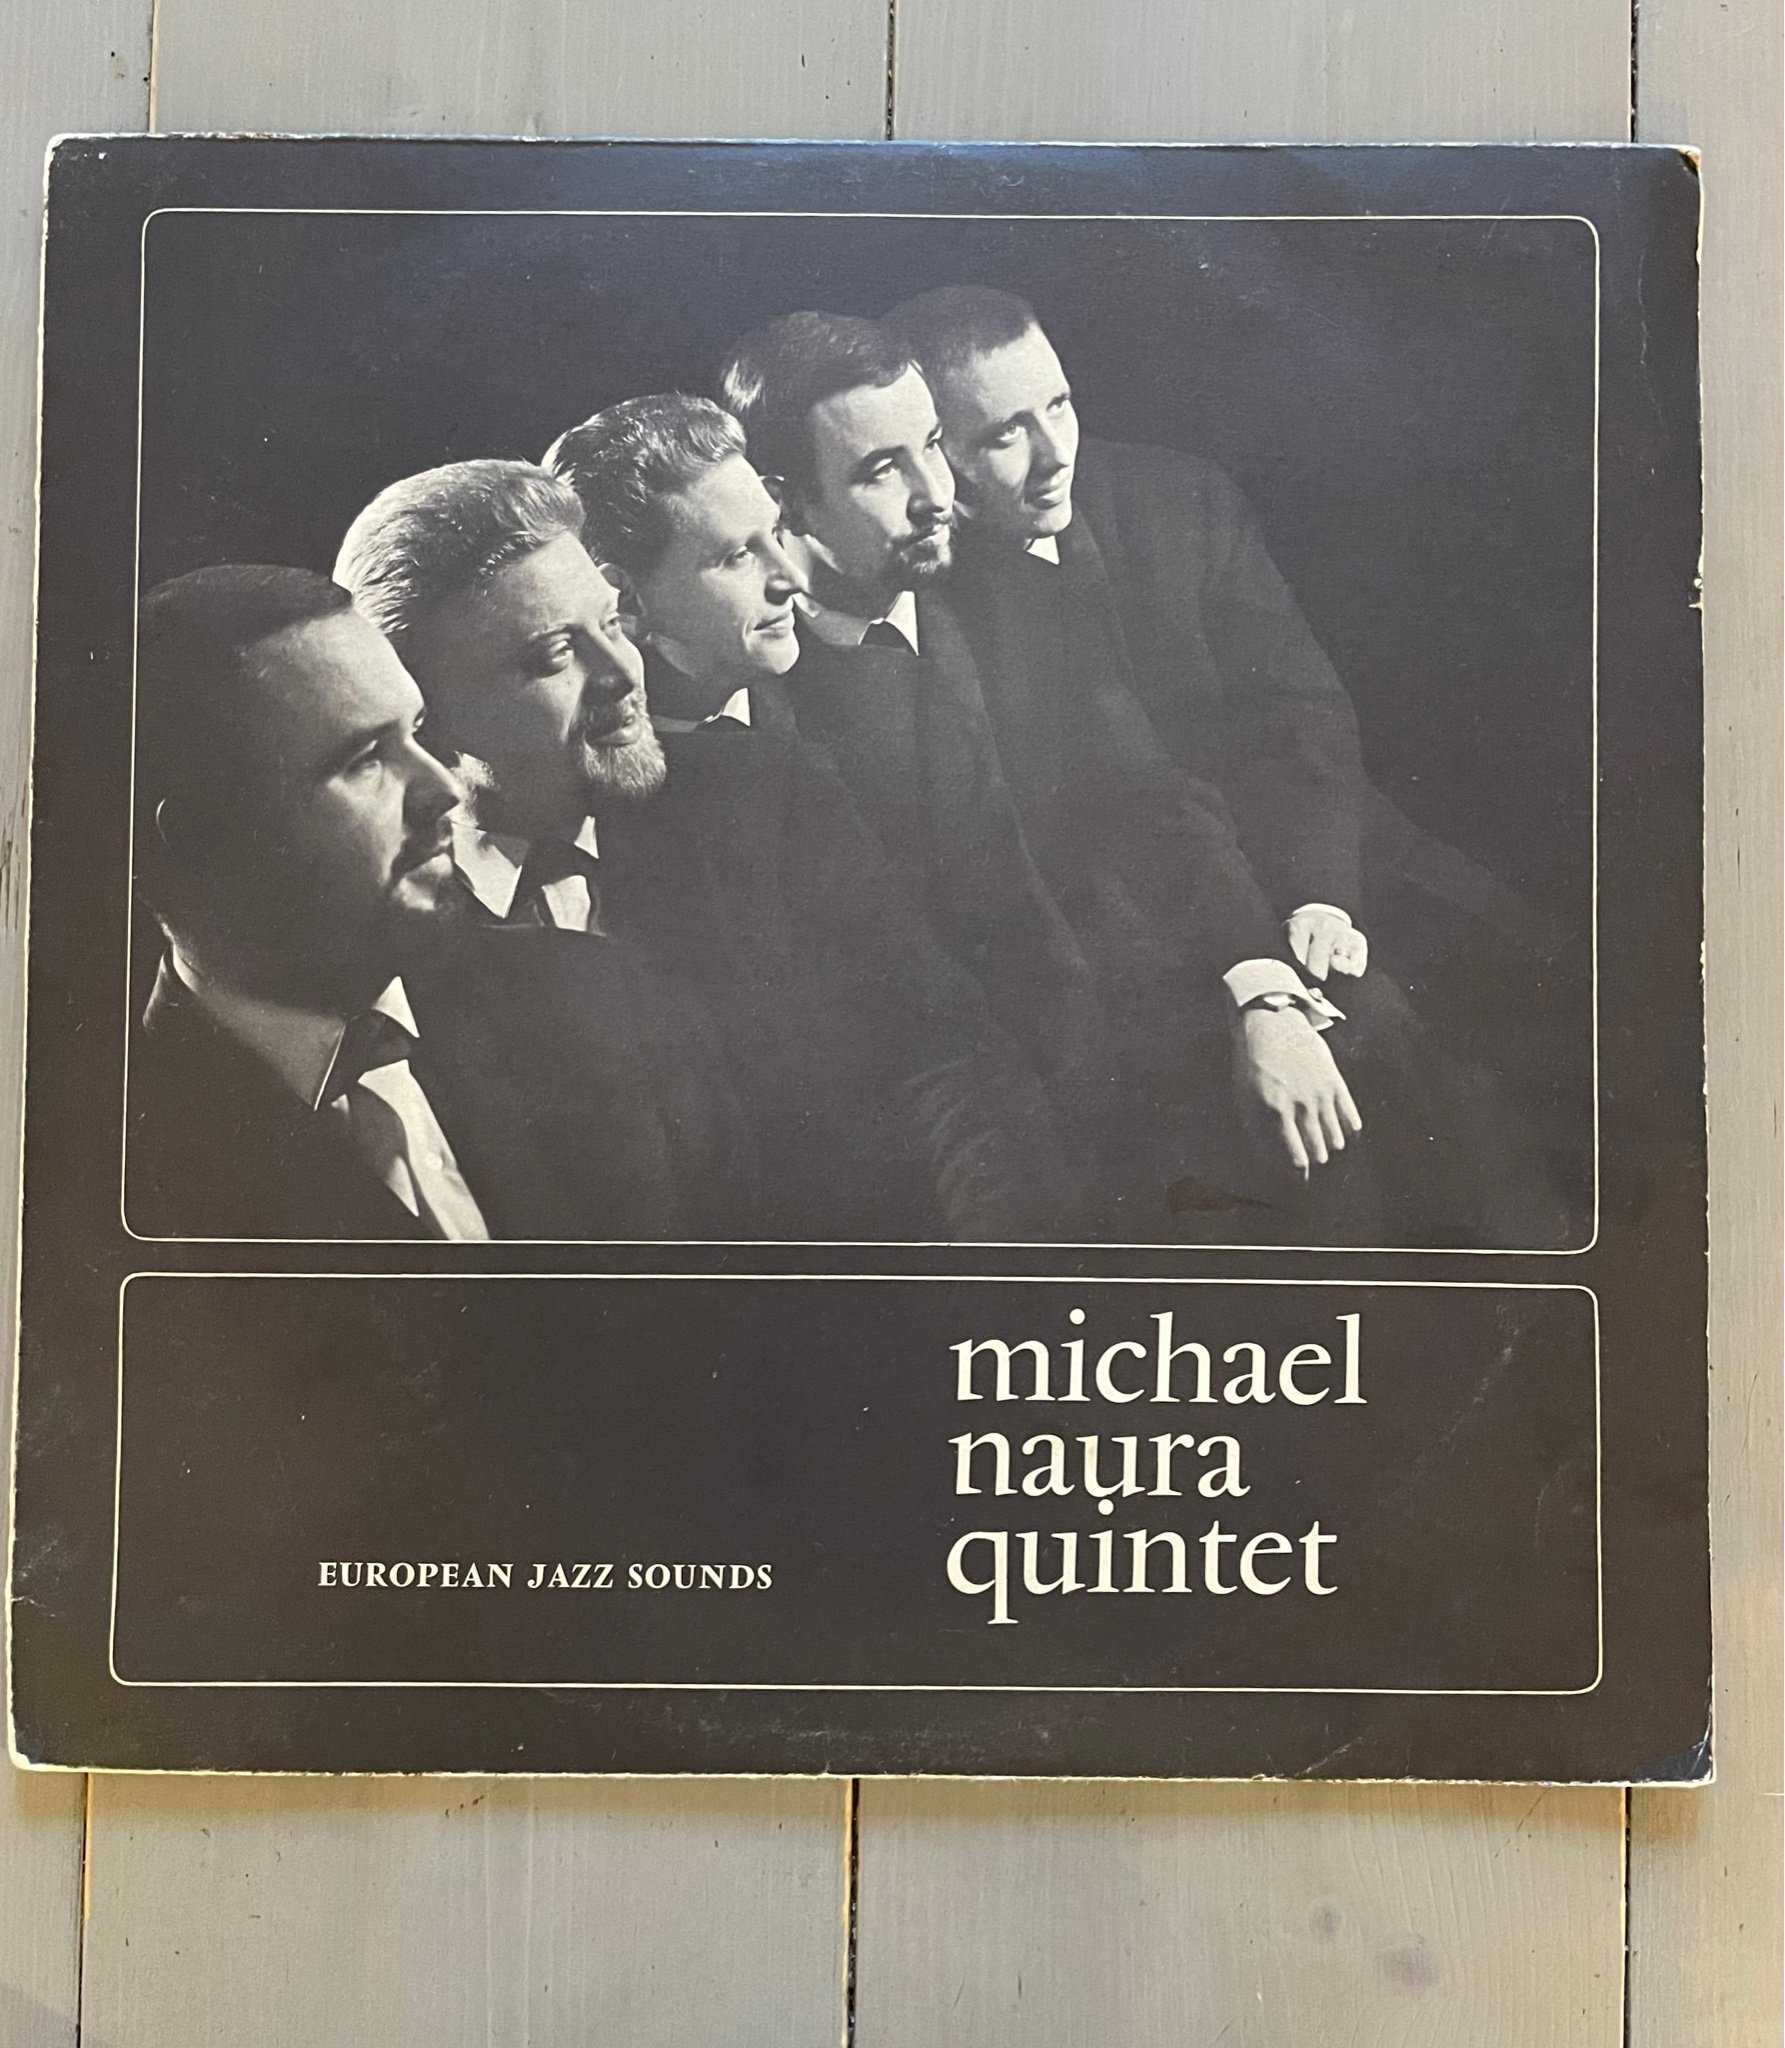 michael
naura
quintet
EUROPEAN JAZZ SOUNDS